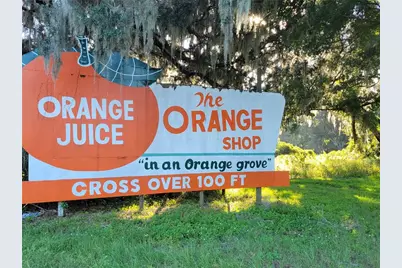 ORANGE
JUICE
The
ORANGE
SHOP
"in an Orange grove"
CROSS OVER 100 FT